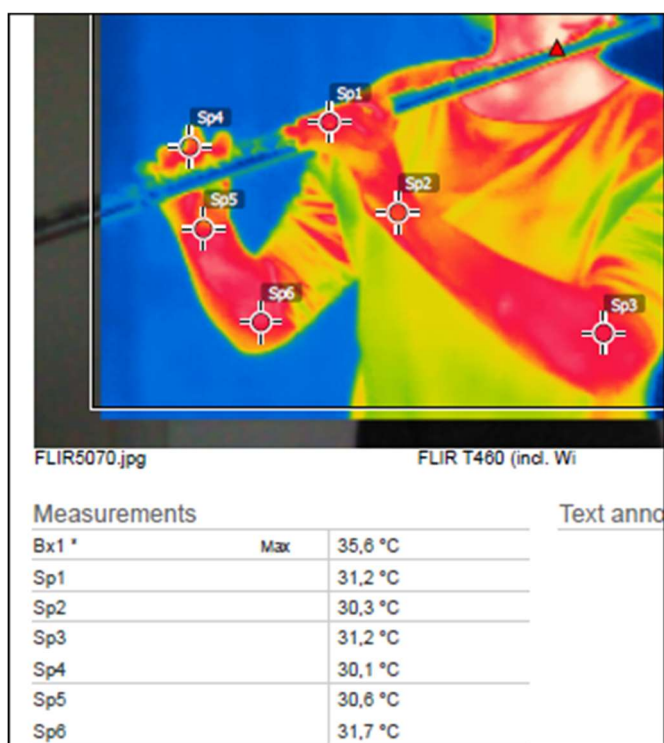 Sp1
Sp4
Sp2
Sp5
Sp6
Sp3
FLIR5070.jpg FLIR T460 (incl. Wi
Measurements Text anno
Bx1 * Max 35,6 °C
Sp1 31,2 °C
Sp2 30,3 °C
Sp3 31,2 °C
Sp4 30,1 °C
Sp5 30,6 °C
Sp6 31,7 °C